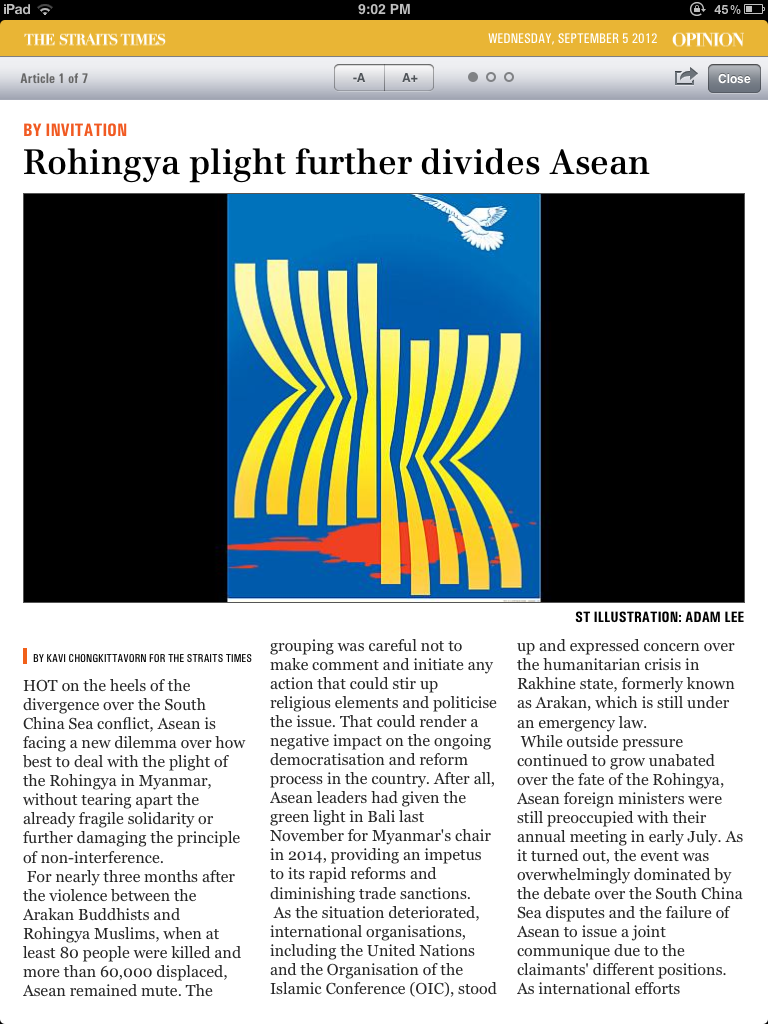 iPad 9:02 PM 45%
THE STRAITS TIMES WEDNESDAY, SEPTEMBER 5 2012 OPINION
Article 1 of 7 -A A+ Close
BY INVITATION
Rohingya plight further divides Asean
ST ILLUSTRATION: ADAM LEE
BY KAVI CHONGKITTAVORN FOR THE STRAITS TIMES
HOT on the heels of the
divergence over the South
China Sea conflict, Asean is
facing a new dilemma over how
best to deal with the plight of
the Rohingya in Myanmar,
without tearing apart the
already fragile solidarity or
further damaging the principle
of non-interference.
For nearly three months after
the violence between the
Arakan Buddhists and
Rohingya Muslims, when at
least 80 people were killed and
more than 60,000 displaced,
Asean remained mute. The
grouping was careful not to
make comment and initiate any
action that could stir up
religious elements and politicise
the issue. That could render a
negative impact on the ongoing
democratisation and reform
process in the country. After all,
Asean leaders had given the
green light in Bali last
November for Myanmar's chair
in 2014, providing an impetus
to its rapid reforms and
diminishing trade sanctions.
As the situation deteriorated,
international organisations,
including the United Nations
and the Organisation of the
Islamic Conference (OIC), stood
up and expressed concern over
the humanitarian crisis in
Rakhine state, formerly known
as Arakan, which is still under
an emergency law.
While outside pressure
continued to grow unabated
over the fate of the Rohingya,
Asean foreign ministers were
still preoccupied with their
annual meeting in early July. As
it turned out, the event was
overwhelmingly dominated by
the debate over the South China
Sea disputes and the failure of
Asean to issue a joint
communique due to the
claimants' different positions.
As international efforts